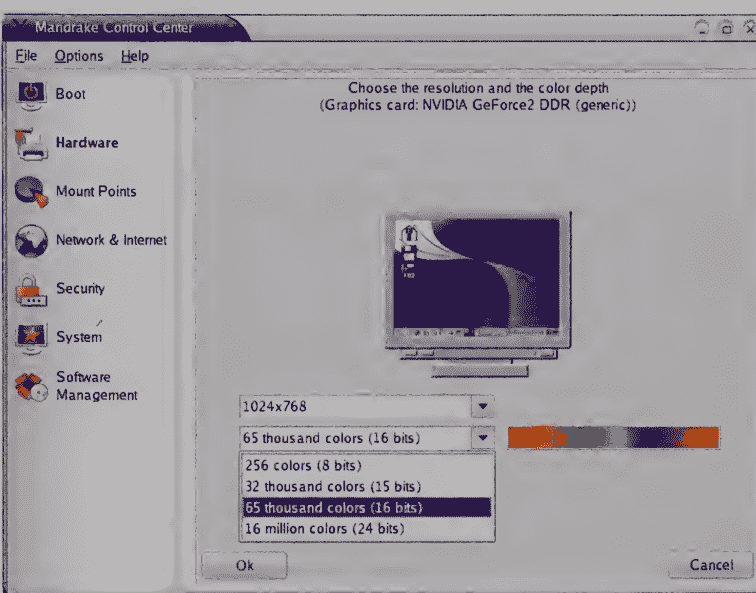 Mandrake Control Center
File Options Help
Boot
Hardware
Mount Points
Network & Internet
Security
System
Software
Management
Choose the resolution and the color depth
(Graphics card: NVIDIA GeForce2 DDR (generic))
1024x768
65 thousand colors (16 bits)
256 colors (8 bits)
32 thousand colors (15 bits)
65 thousand colors (16 bits)
16 million colors (24 bits)
Ok
Cancel